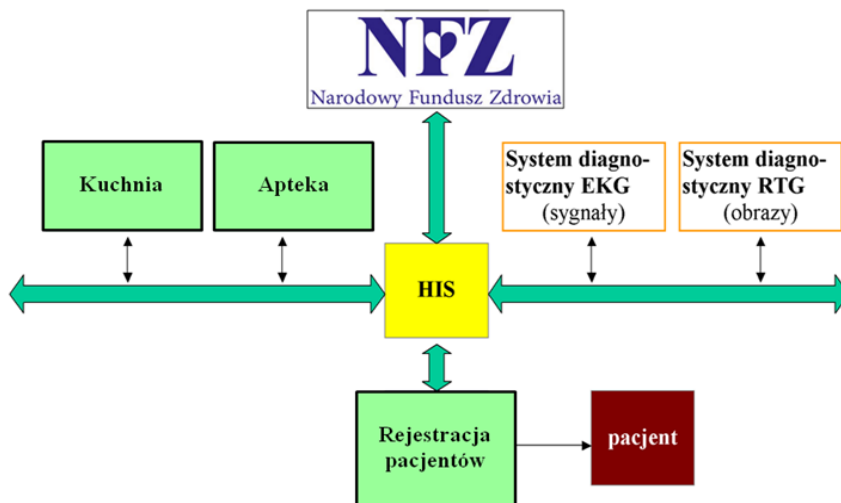 NFZ
Narodowy Fundusz Zdrowia
Kuchnia
Apteka
System diagno-
styczny EKG
(sygnały)
System diagno-
styczny RTG
(obrazy)
HIS
Rejestracja
pacjentów
pacjent